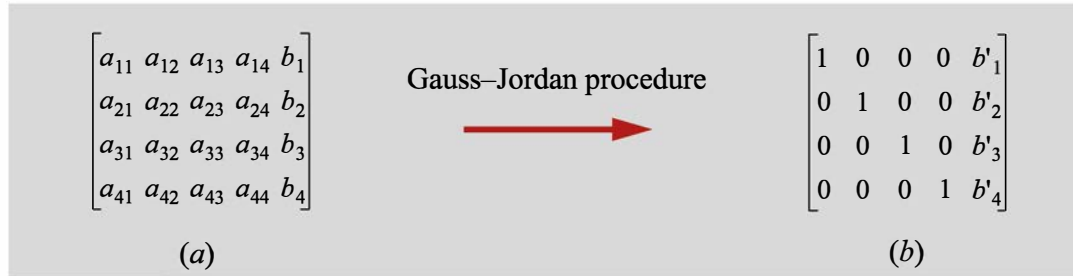 a₁₁ a₁₂ a₁₃ a₁₄ b₁
a₂₁ a₂₂ a₂₃ a₂₄ b₂
a₃₁ a₃₂ a₃₃ a₃₄ b₃
a₄₁ a₄₂ a₄₃ a₄₄ b₄
(a)
Gauss–Jordan procedure
1 0 0 0 b'₁
0 1 0 0 b'₂
0 0 1 0 b'₃
0 0 0 1 b'₄
(b)